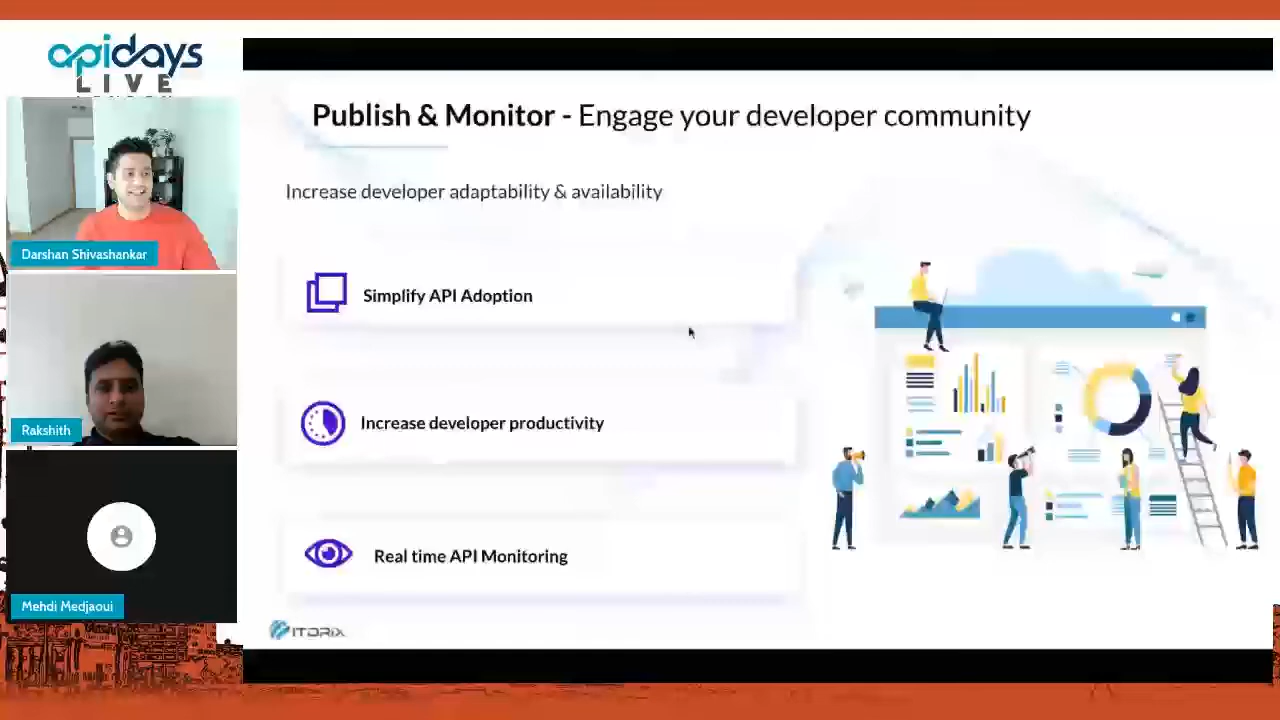 apidays
LIVE
Darshan Shivashankar
Rakshith
Mehdi Medjaoui
Publish & Monitor - Engage your developer community
Increase developer adaptability & availability
Simplify API Adoption
Increase developer productivity
Real time API Monitoring
ITORIX